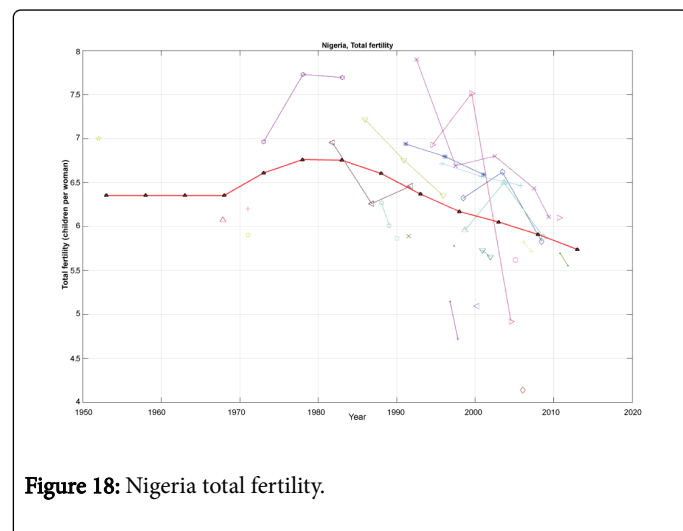 Nigeria, Total fertility
Total fertility (children per woman)
8
7.5
7
6.5
6
5.5
5
4.5
4
1950 1960 1970 1980 1990 2000 2010 2020
Year
Figure 18: Nigeria total fertility.